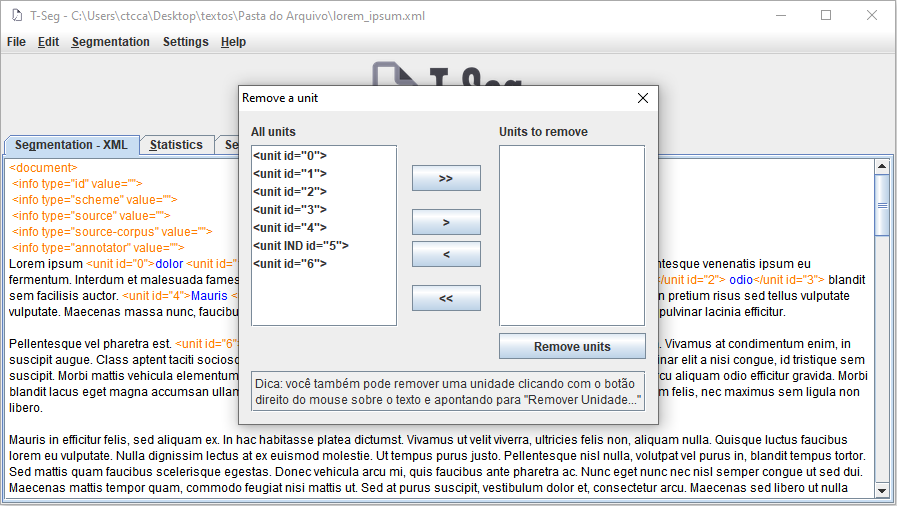 T-Seg - C:\Users\ctcca\Desktop\textos\Pasta do Arquivo\lorem_ipsum.xml
File Edit Segmentation Settings Help
T-Seg
Remove a unit
All units
Units to remove
<unit id="0">
<unit id="1">
<unit id="2">
<unit id="3">
<unit id="4">
<unit IND id="5">
<unit id="6">
>>
>
<
<<
Remove units
Dica: você também pode remover uma unidade clicando com o botão
direito do mouse sobre o texto e apontando para "Remover Unidade..."
Segmentation - XML Statistics Se
<document>
<info type="id" value="">
<info type="scheme" value="">
<info type="source" value="">
<info type="source-corpus" value="">
<info type="annotator" value="">
Lorem ipsum <unit id="0">dolor <unit id= ntesque venenatis ipsum eu
fermentum. Interdum et malesuada fames </unit id="2"> odio</unit id="3"> blandit
sem facilisis auctor. <unit id="4">Mauris < n pretium risus sed tellus vulputate
vulputate. Maecenas massa nunc, faucibu pulvinar lacinia efficitur.
Pellentesque vel pharetra est. <unit id="6" . Vivamus at condimentum enim, in
suscipit augue. Class aptent taciti sociosq nar elit a nisi congue, id tristique sem
suscipit. Morbi mattis vehicula elementum rcu aliquam odio efficitur gravida. Morbi
blandit lacus eget magna accumsan ullam m felis, nec maximus sem ligula non
libero.
Mauris in efficitur felis, sed aliquam ex. In hac habitasse platea dictumst. Vivamus ut velit viverra, ultricies felis non, aliquam nulla. Quisque luctus faucibus
lorem eu vulputate. Nulla dignissim lectus at ex euismod molestie. Ut tempus purus justo. Pellentesque nisl nulla, volutpat vel purus in, blandit tempus tortor.
Sed mattis quam faucibus scelerisque egestas. Donec vehicula arcu mi, quis faucibus ante pharetra ac. Nunc eget nunc nec nisl semper congue ut sed dui.
Maecenas mattis tempor quam, commodo feugiat nisi mattis ut. Sed at purus suscipit, vestibulum dolor et, consectetur arcu. Maecenas sed libero ut nulla